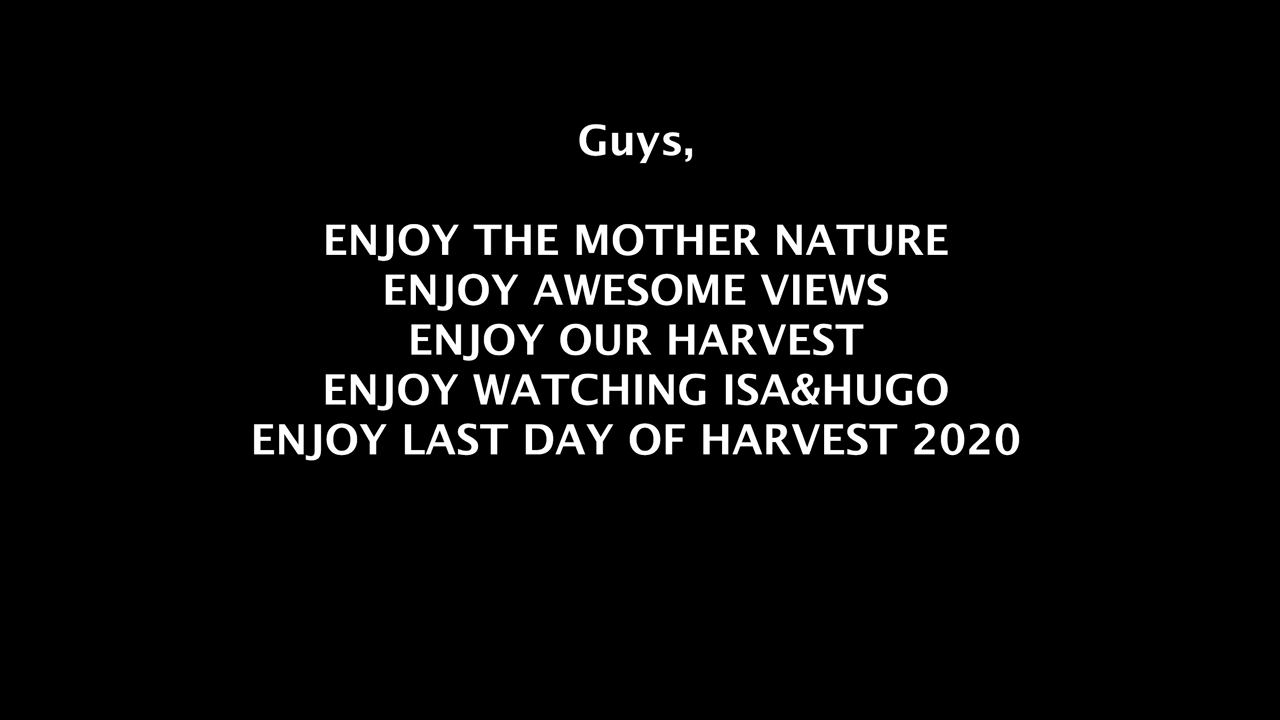 Guys,
ENJOY THE MOTHER NATURE
ENJOY AWESOME VIEWS
ENJOY OUR HARVEST
ENJOY WATCHING ISA&HUGO
ENJOY LAST DAY OF HARVEST 2020